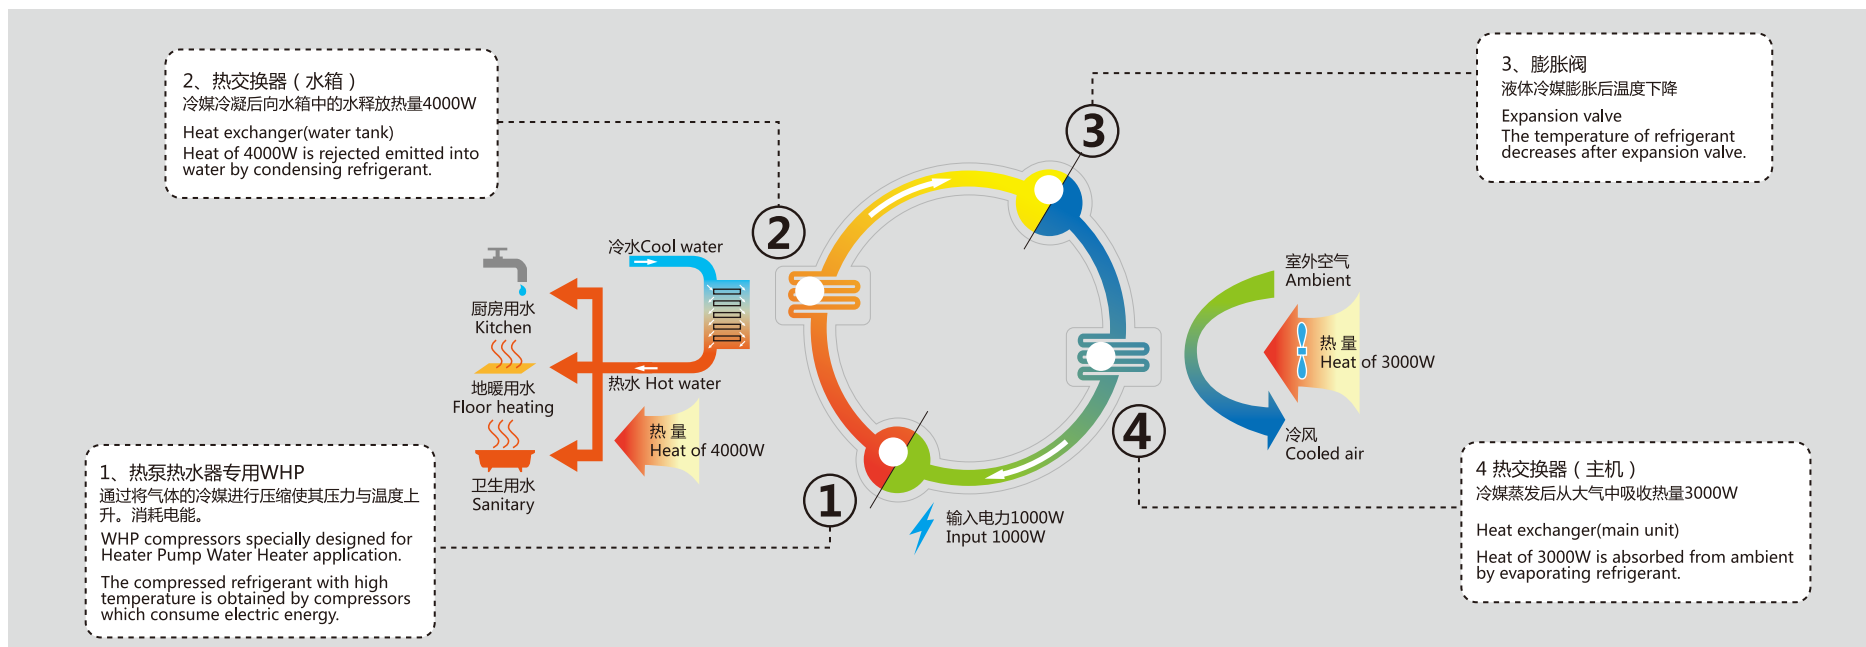 2、热交换器（水箱）
冷媒冷凝后向水箱中的水释放热量4000W
Heat exchanger(water tank)
Heat of 4000W is rejected emitted into
water by condensing refrigerant.
3、膨胀阀
液体冷媒膨胀后温度下降
Expansion valve
The temperature of refrigerant
decreases after expansion valve.
3
2
冷水Cool water
厨房用水
Kitchen
地暖用水
Floor heating
热水 Hot water
卫生用水
Sanitary
热 量
Heat of 4000W
室外空气
Ambient
热 量
Heat of 3000W
冷风
Cooled air
4
1
输入电力1000W
Input 1000W
1、热泵热水器专用WHP
通过将气体的冷媒进行压缩使其压力与温度上
升。消耗电能。
WHP compressors specially designed for
Heater Pump Water Heater application.
The compressed refrigerant with high
temperature is obtained by compressors
which consume electric energy.
4 热交换器（主机）
冷媒蒸发后从大气中吸收热量3000W
Heat exchanger(main unit)
Heat of 3000W is absorbed from ambient
by evaporating refrigerant.